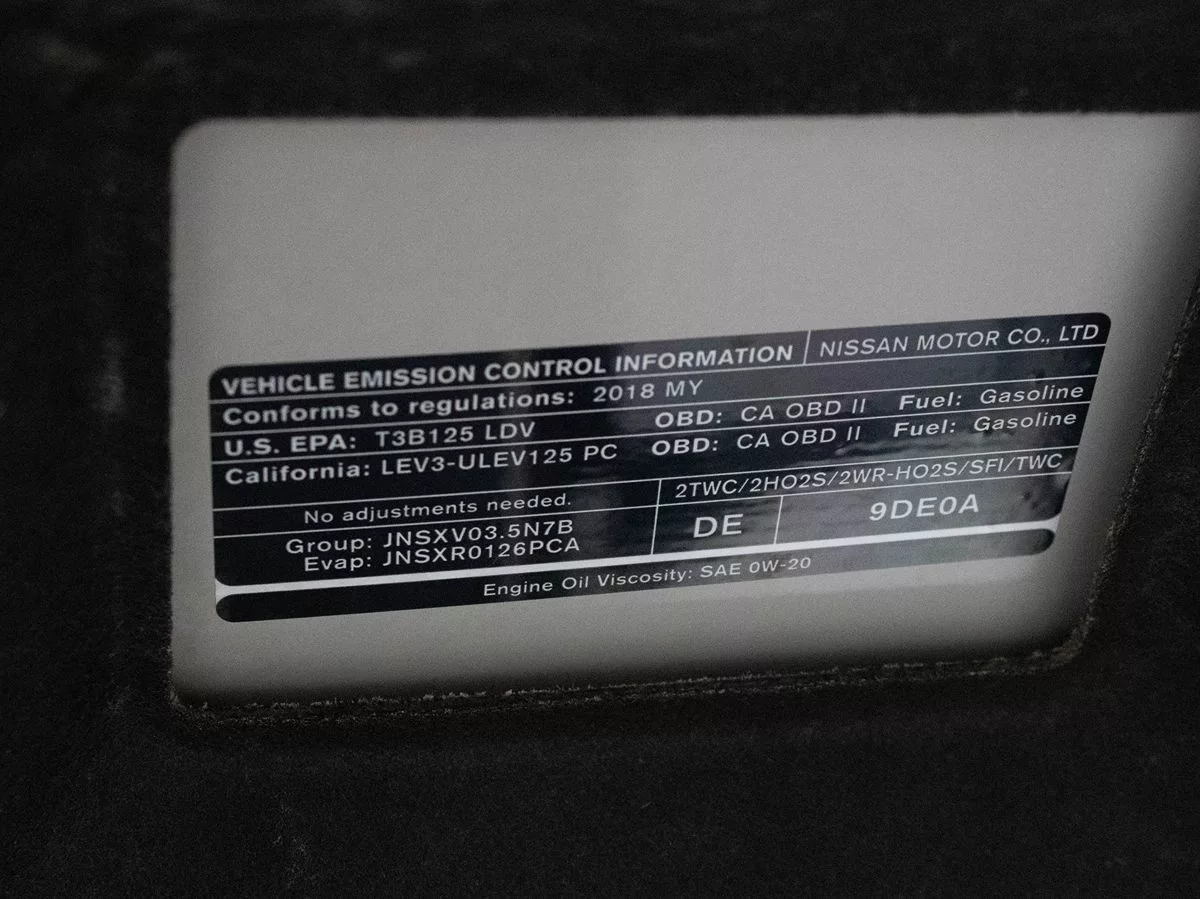 VEHICLE EMISSION CONTROL INFORMATION NISSAN MOTOR CO., LTD
Conforms to regulations: 2018 MY
U.S. EPA: T3B125 LDV OBD: CA OBD II Fuel: Gasoline
California: LEV3-ULEV125 PC OBD: CA OBD II Fuel: Gasoline
No adjustments needed. 2TWC/2HO2S/2WR-HO2S/SFI/TWC
Group: JNSXV03.5N7B DE 9DE0A
Evap: JNSXR0126PCA
Engine Oil Viscosity: SAE 0W-20